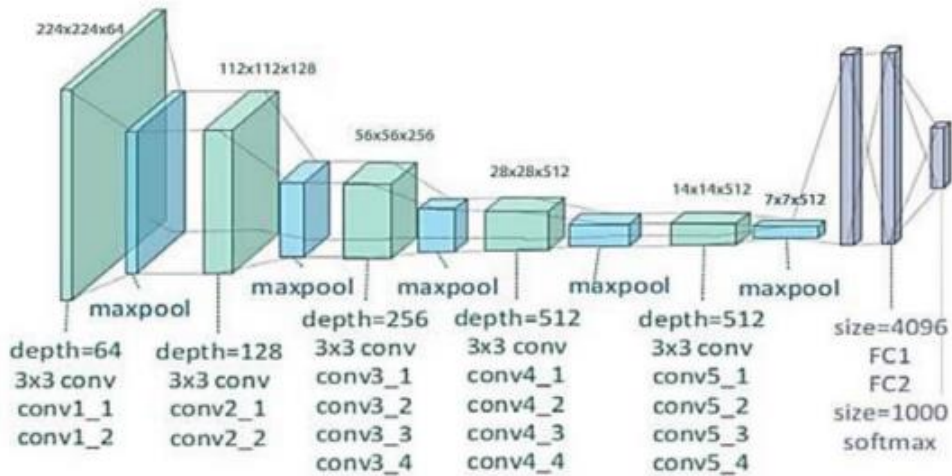 224x224x64
112x112x128
56x56x256
28x28x512
14x14x512
7x7x512
maxpool
maxpool
maxpool
maxpool
maxpool
depth=64
3x3 conv
conv1_1
conv1_2
depth=128
3x3 conv
conv2_1
conv2_2
depth=256
3x3 conv
conv3_1
conv3_2
conv3_3
conv3_4
depth=512
3x3 conv
conv4_1
conv4_2
conv4_3
conv4_4
depth=512
3x3 conv
conv5_1
conv5_2
conv5_3
conv5_4
size=4096
FC1
FC2
size=1000
softmax